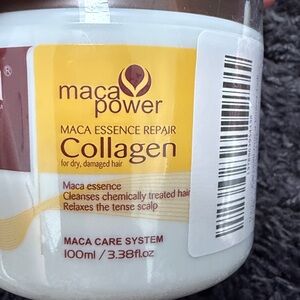 ®
maca
power
MACA ESSENCE REPAIR
Collagen
for dry, damaged hair
Maca essence
Cleanses chemically treated hair
Relaxes the tense scalp
MACA CARE SYSTEM
100ml / 3.38fl.oz